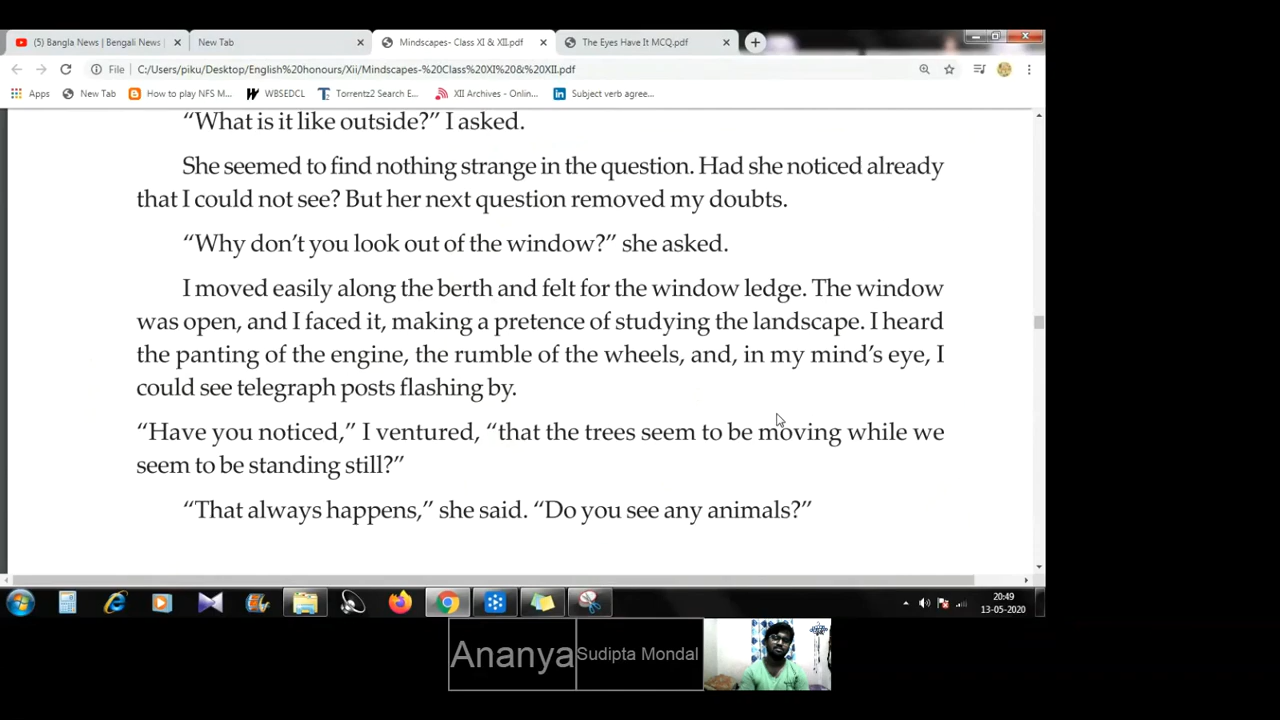 (5) Bangla News | Bengali News
New Tab
Mindscapes- Class XI & XII.pdf
The Eyes Have It MCQ.pdf
File
C:/Users/piku/Desktop/English%20honours/Xii/Mindscapes-%20Class%20XI%20&%20XII.pdf
Apps
New Tab
How to play NFS M...
WBSEDCL
Torrentz2 Search E...
XII Archives - Onlin...
Subject verb agree...
“What is it like outside?” I asked.
She seemed to find nothing strange in the question. Had she noticed already
that I could not see? But her next question removed my doubts.
“Why don’t you look out of the window?” she asked.
I moved easily along the berth and felt for the window ledge. The window
was open, and I faced it, making a pretence of studying the landscape. I heard
the panting of the engine, the rumble of the wheels, and, in my mind’s eye, I
could see telegraph posts flashing by.
“Have you noticed,” I ventured, “that the trees seem to be moving while we
seem to be standing still?”
“That always happens,” she said. “Do you see any animals?”
20:49
13-05-2020
Ananya
Sudipta Mondal